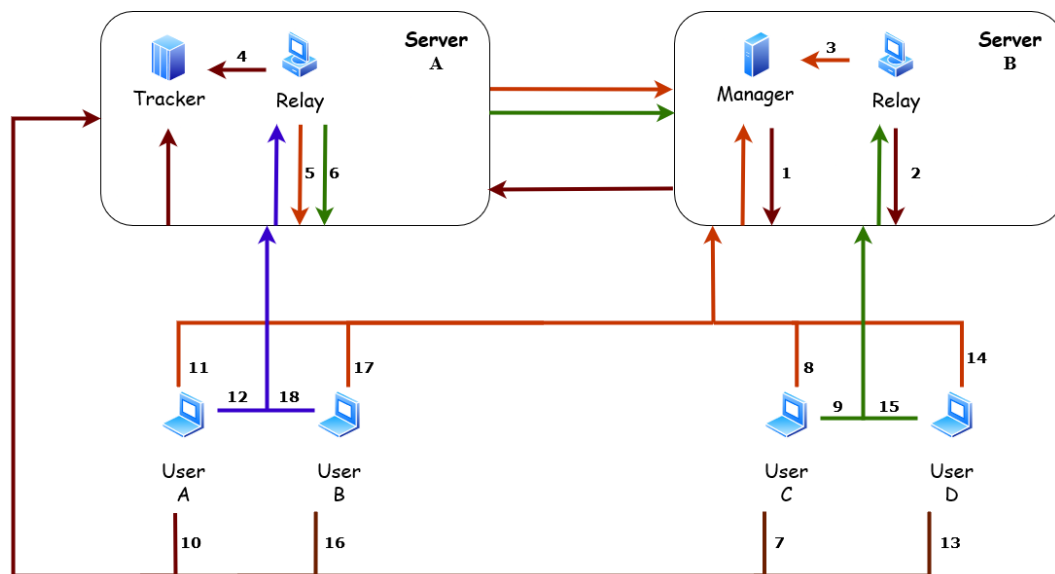 Server
A
4
Tracker
Relay
5
6
Server
B
3
Manager
Relay
1
2
11
17
12
18
8
14
9
15
User
A
User
B
User
C
User
D
10
16
7
13